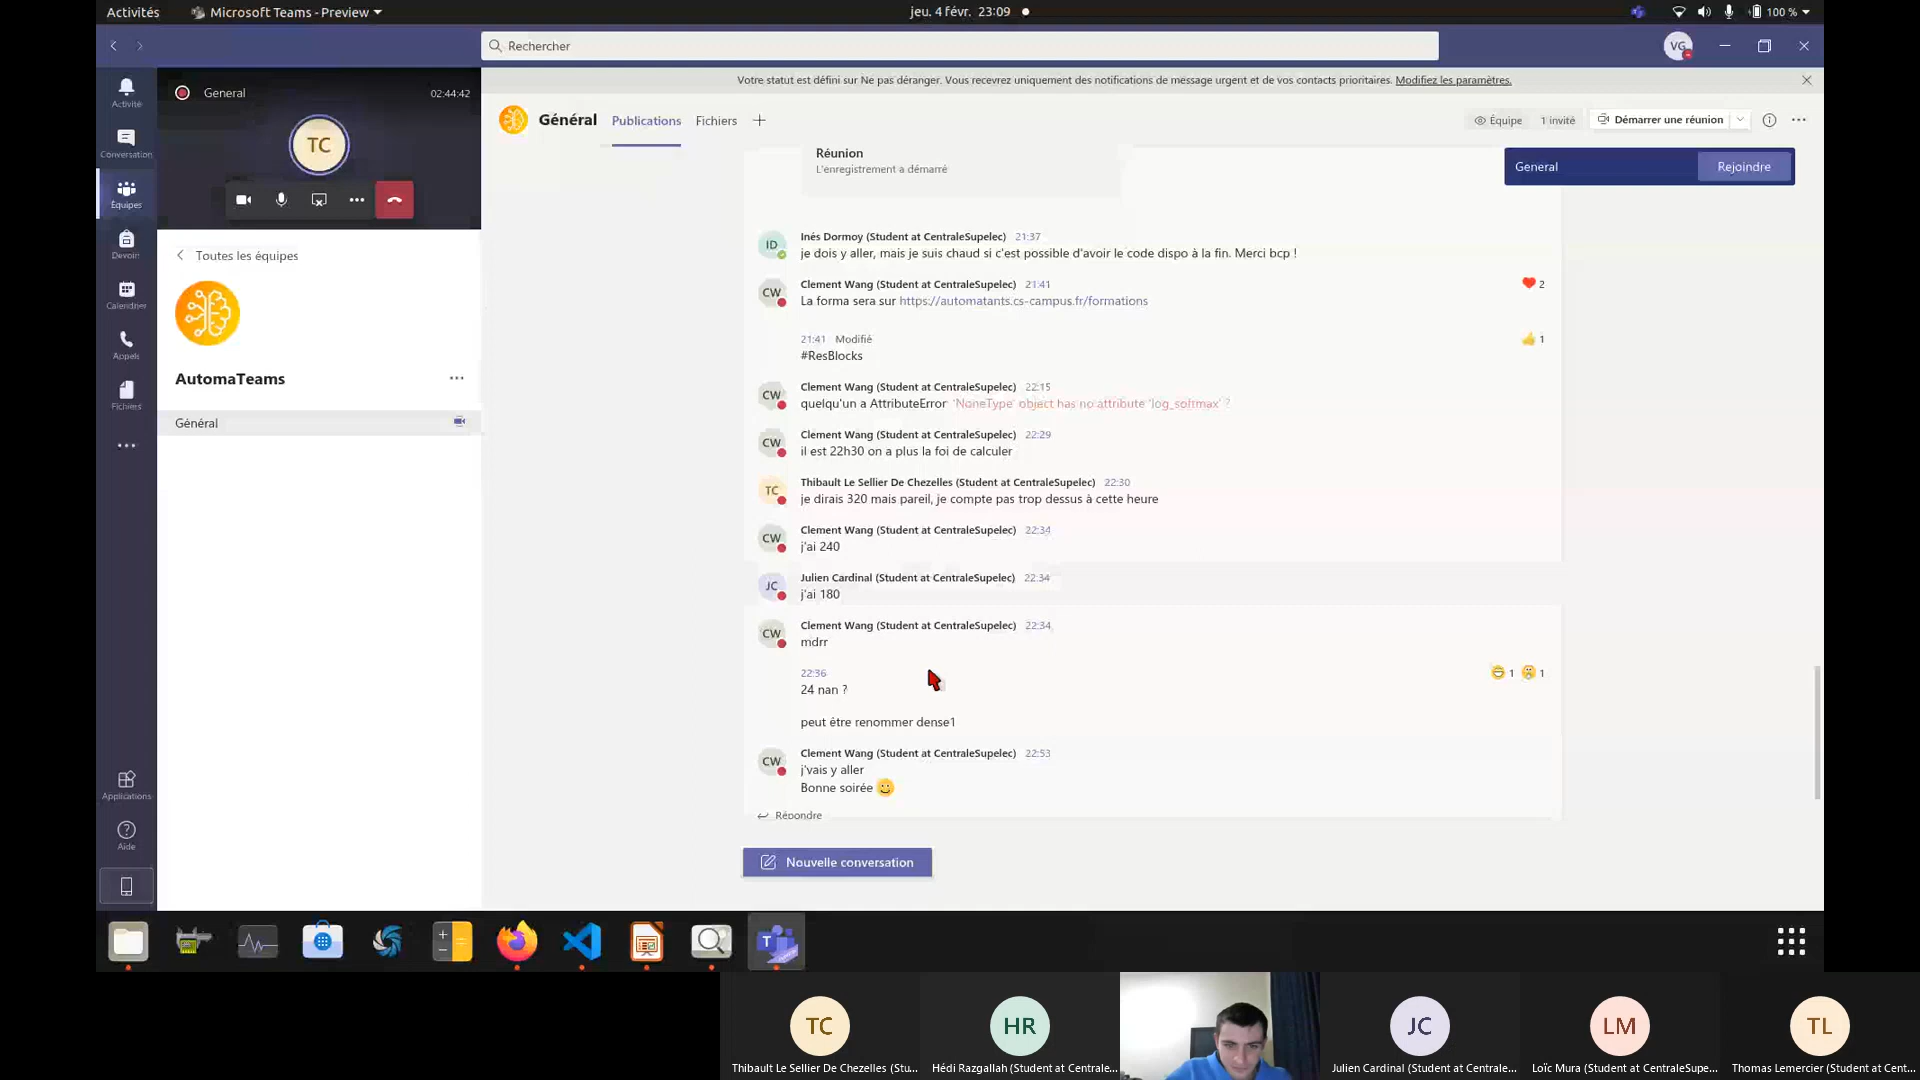 Activités
Microsoft Teams - Preview
jeu. 4 févr. 23:09
100 %
Rechercher
VG
Votre statut est défini sur Ne pas déranger. Vous recevrez uniquement des notifications de message urgent et de vos contacts prioritaires. Modifiez les paramètres.
Activité
Conversation
Équipes
Devoirs
Calendrier
Appels
Fichiers
Applications
Aide
General
02:44:42
TC
Toutes les équipes
AutomaTeams
Général
Général
Publications
Fichiers
Équipe
1 invité
Démarrer une réunion
General
Rejoindre
Réunion
L'enregistrement a démarré
ID
Inés Dormoy (Student at CentraleSupelec) 21:37
je dois y aller, mais je suis chaud si c'est possible d'avoir le code dispo à la fin. Merci bcp !
CW
Clement Wang (Student at CentraleSupelec) 21:41
2
La forma sera sur https://automatants.cs-campus.fr/formations
21:41 Modifié
1
#ResBlocks
CW
Clement Wang (Student at CentraleSupelec) 22:15
quelqu'un a AttributeError 'NoneType' object has no attribute 'log_softmax' ?
CW
Clement Wang (Student at CentraleSupelec) 22:29
il est 22h30 on a plus la foi de calculer
TC
Thibault Le Sellier De Chezelles (Student at CentraleSupelec) 22:30
je dirais 320 mais pareil, je compte pas trop dessus à cette heure
CW
Clement Wang (Student at CentraleSupelec) 22:34
j'ai 240
JC
Julien Cardinal (Student at CentraleSupelec) 22:34
j'ai 180
CW
Clement Wang (Student at CentraleSupelec) 22:34
mdrr
22:36
1 1
24 nan ?
peut être renommer dense1
CW
Clement Wang (Student at CentraleSupelec) 22:53
j'vais y aller
Bonne soirée
Répondre
Nouvelle conversation
TC
HR
JC
LM
TL
Thibault Le Sellier De Chezelles (Stu...
Hédi Razgallah (Student at Centrale...
Julien Cardinal (Student at Centrale...
Loïc Mura (Student at CentraleSupe...
Thomas Lemercier (Student at Cent...